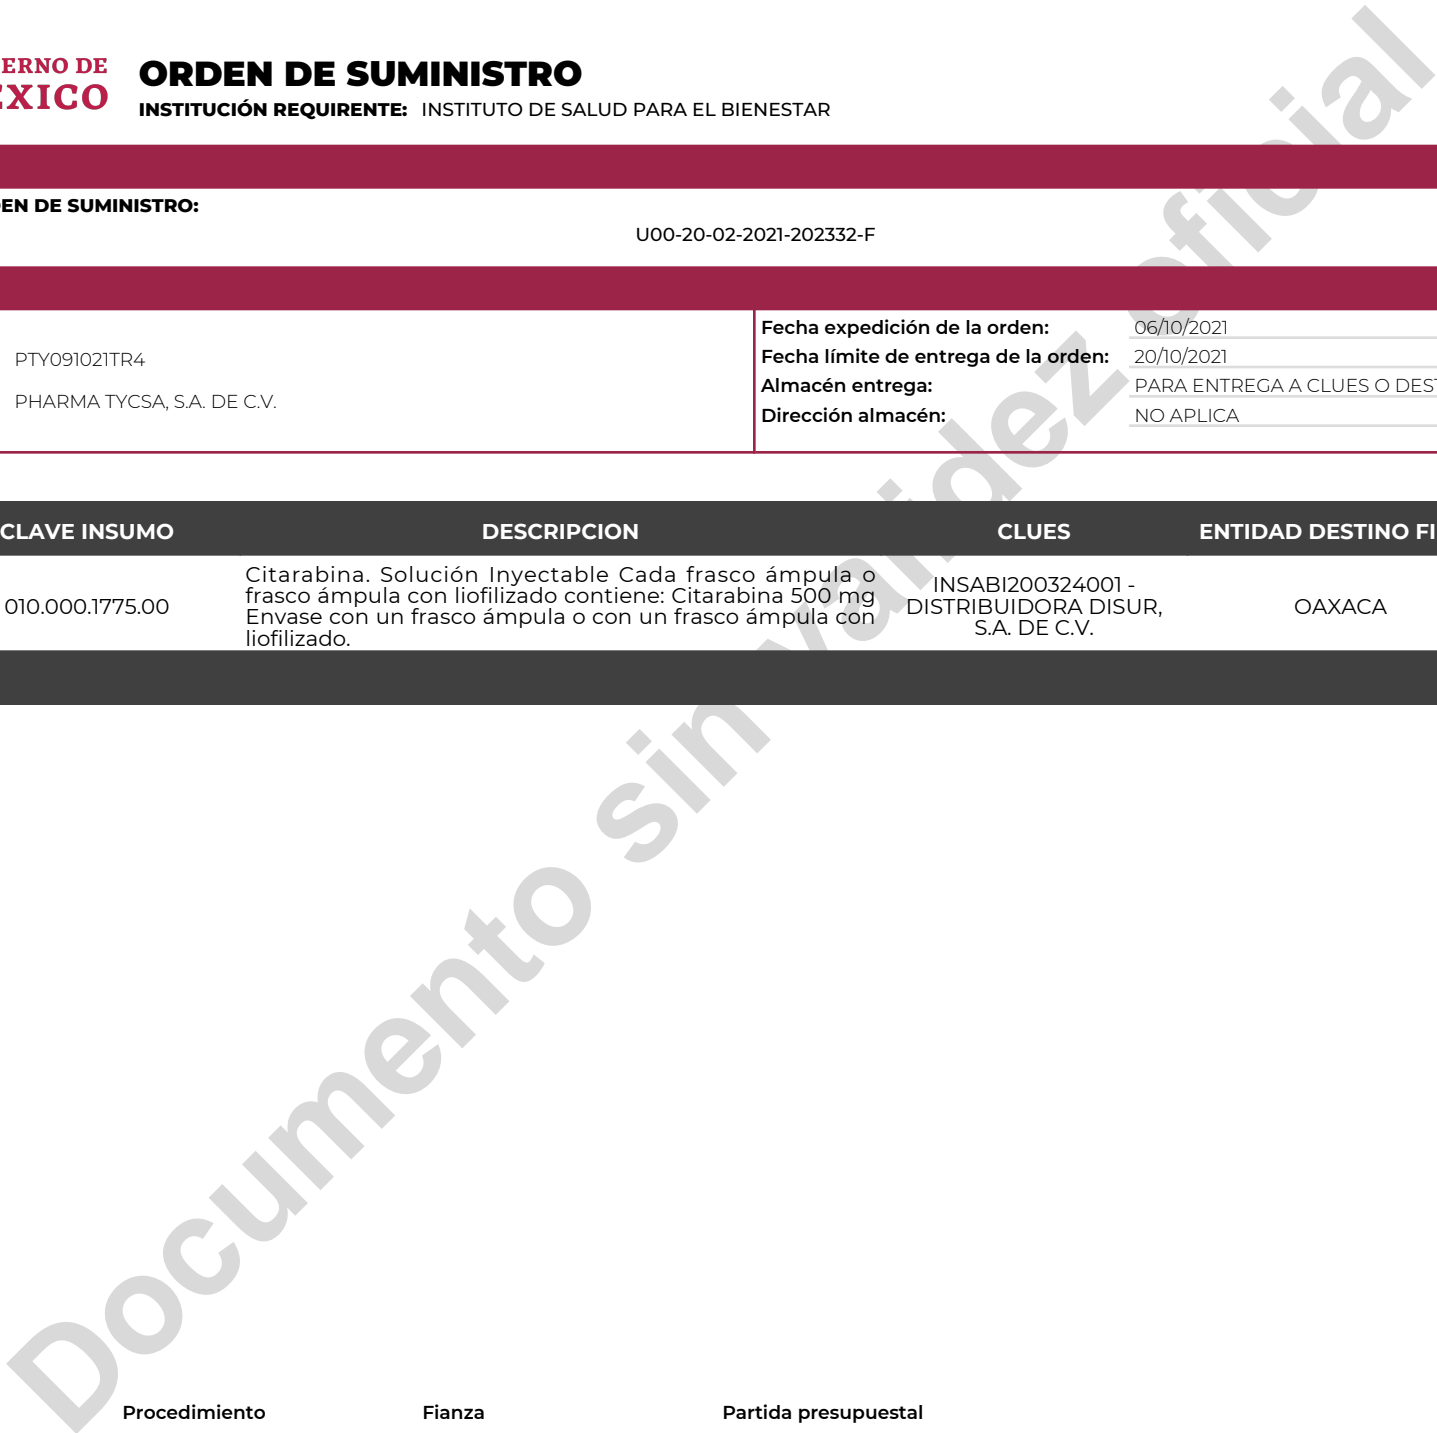 ERNO DE
ÉXICO
ORDEN DE SUMINISTRO
INSTITUCIÓN REQUIRENTE: INSTITUTO DE SALUD PARA EL BIENESTAR
EN DE SUMINISTRO:
U00-20-02-2021-202332-F
PTY091021TR4
PHARMA TYCSA, S.A. DE C.V.
Fecha expedición de la orden: 06/10/2021
Fecha límite de entrega de la orden: 20/10/2021
Almacén entrega: PARA ENTREGA A CLUES O DEST
Dirección almacén: NO APLICA
CLAVE INSUMO DESCRIPCION CLUES ENTIDAD DESTINO FI
010.000.1775.00
Citarabina. Solución Inyectable Cada frasco ámpula o
frasco ámpula con liofilizado contiene: Citarabina 500 mg
Envase con un frasco ámpula o con un frasco ámpula con
liofilizado.
INSABI200324001 -
DISTRIBUIDORA DISUR,
S.A. DE C.V.
OAXACA
Documento sin validez oficial
Procedimiento Fianza Partida presupuestal